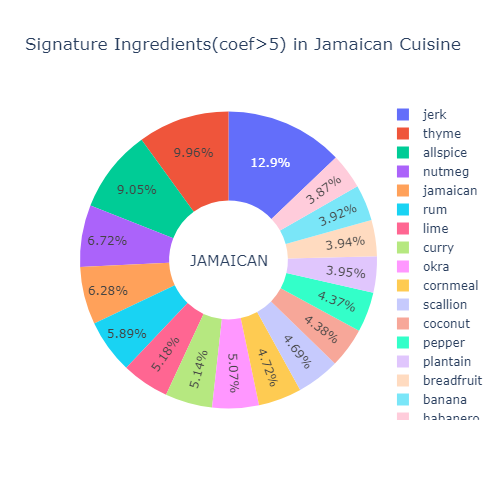 Signature Ingredients(coef>5) in Jamaican Cuisine
12.9%
9.96%
9.05%
6.72%
6.28%
5.89%
5.18%
5.14%
5.07%
4.72%
4.69%
4.38%
4.37%
3.95%
3.94%
3.92%
3.87%
JAMAICAN
jerk
thyme
allspice
nutmeg
jamaican
rum
lime
curry
okra
cornmeal
scallion
coconut
pepper
plantain
breadfruit
banana
habanero